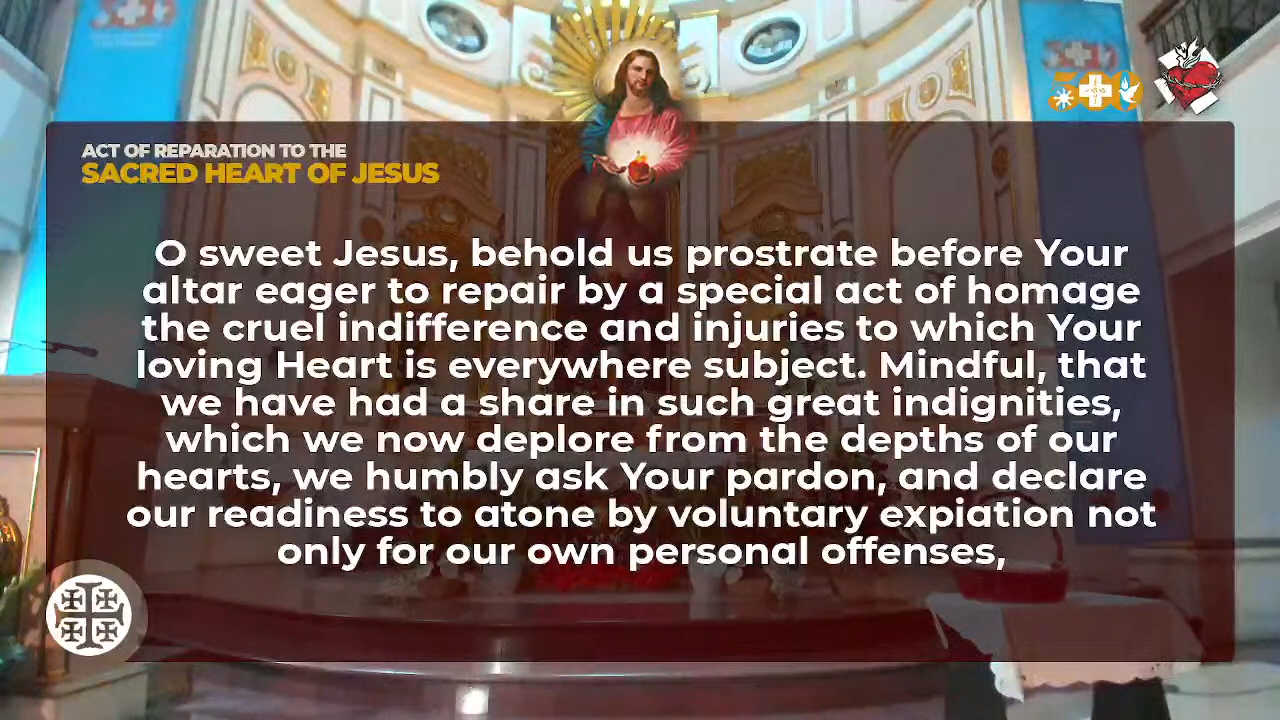 500
ACT OF REPARATION TO THE
SACRED HEART OF JESUS
O sweet Jesus, behold us prostrate before Your
altar eager to repair by a special act of homage
the cruel indifference and injuries to which Your
loving Heart is everywhere subject. Mindful, that
we have had a share in such great indignities,
which we now deplore from the depths of our
hearts, we humbly ask Your pardon, and declare
our readiness to atone by voluntary expiation not
only for our own personal offenses,